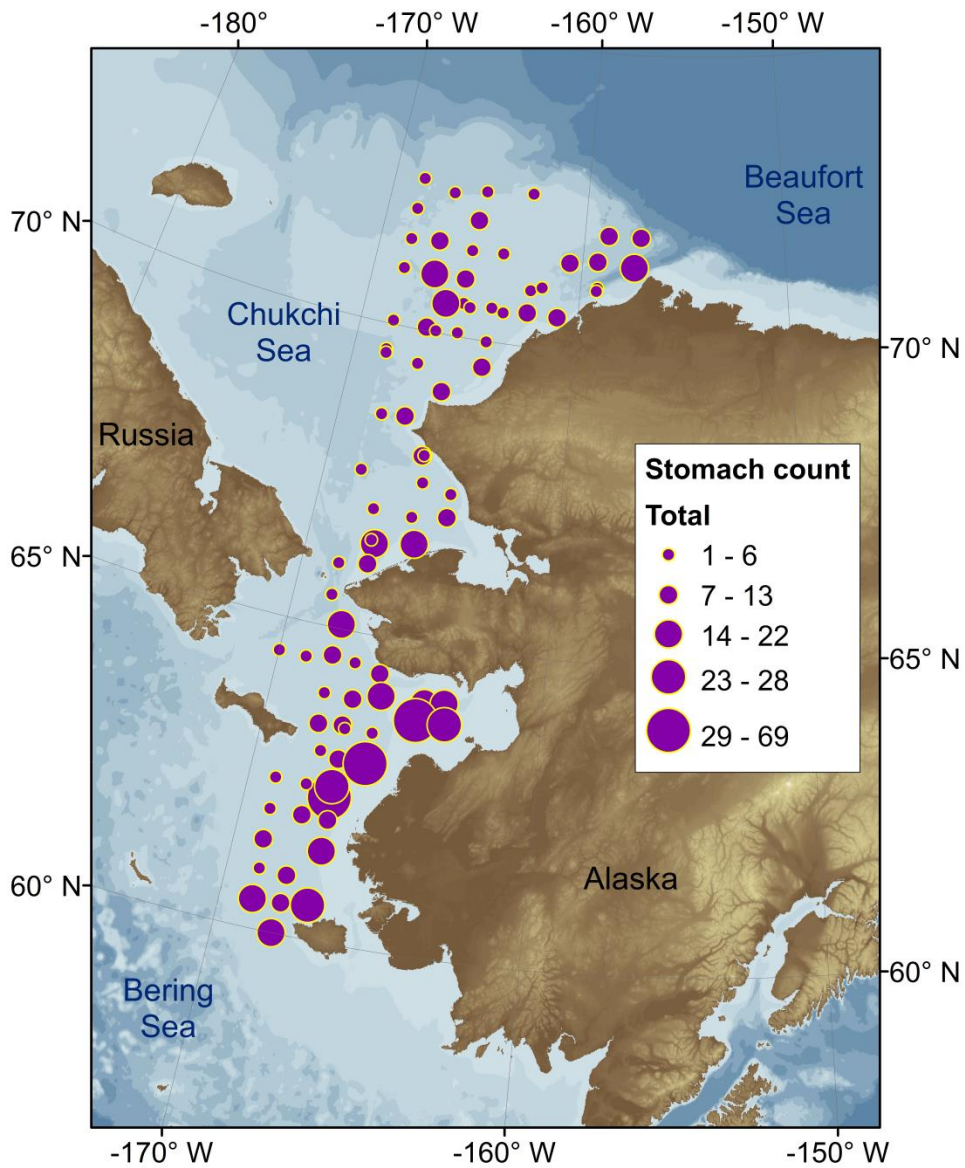 -180° W
-170° W
-160° W
-150° W
Beaufort
Sea
70° N
Chukchi
Sea
70° N
Russia
Stomach count
Total
1 - 6
7 - 13
14 - 22
23 - 28
29 - 69
65° N
65° N
Alaska
60° N
60° N
Bering
Sea
-170° W
-160° W
-150° W